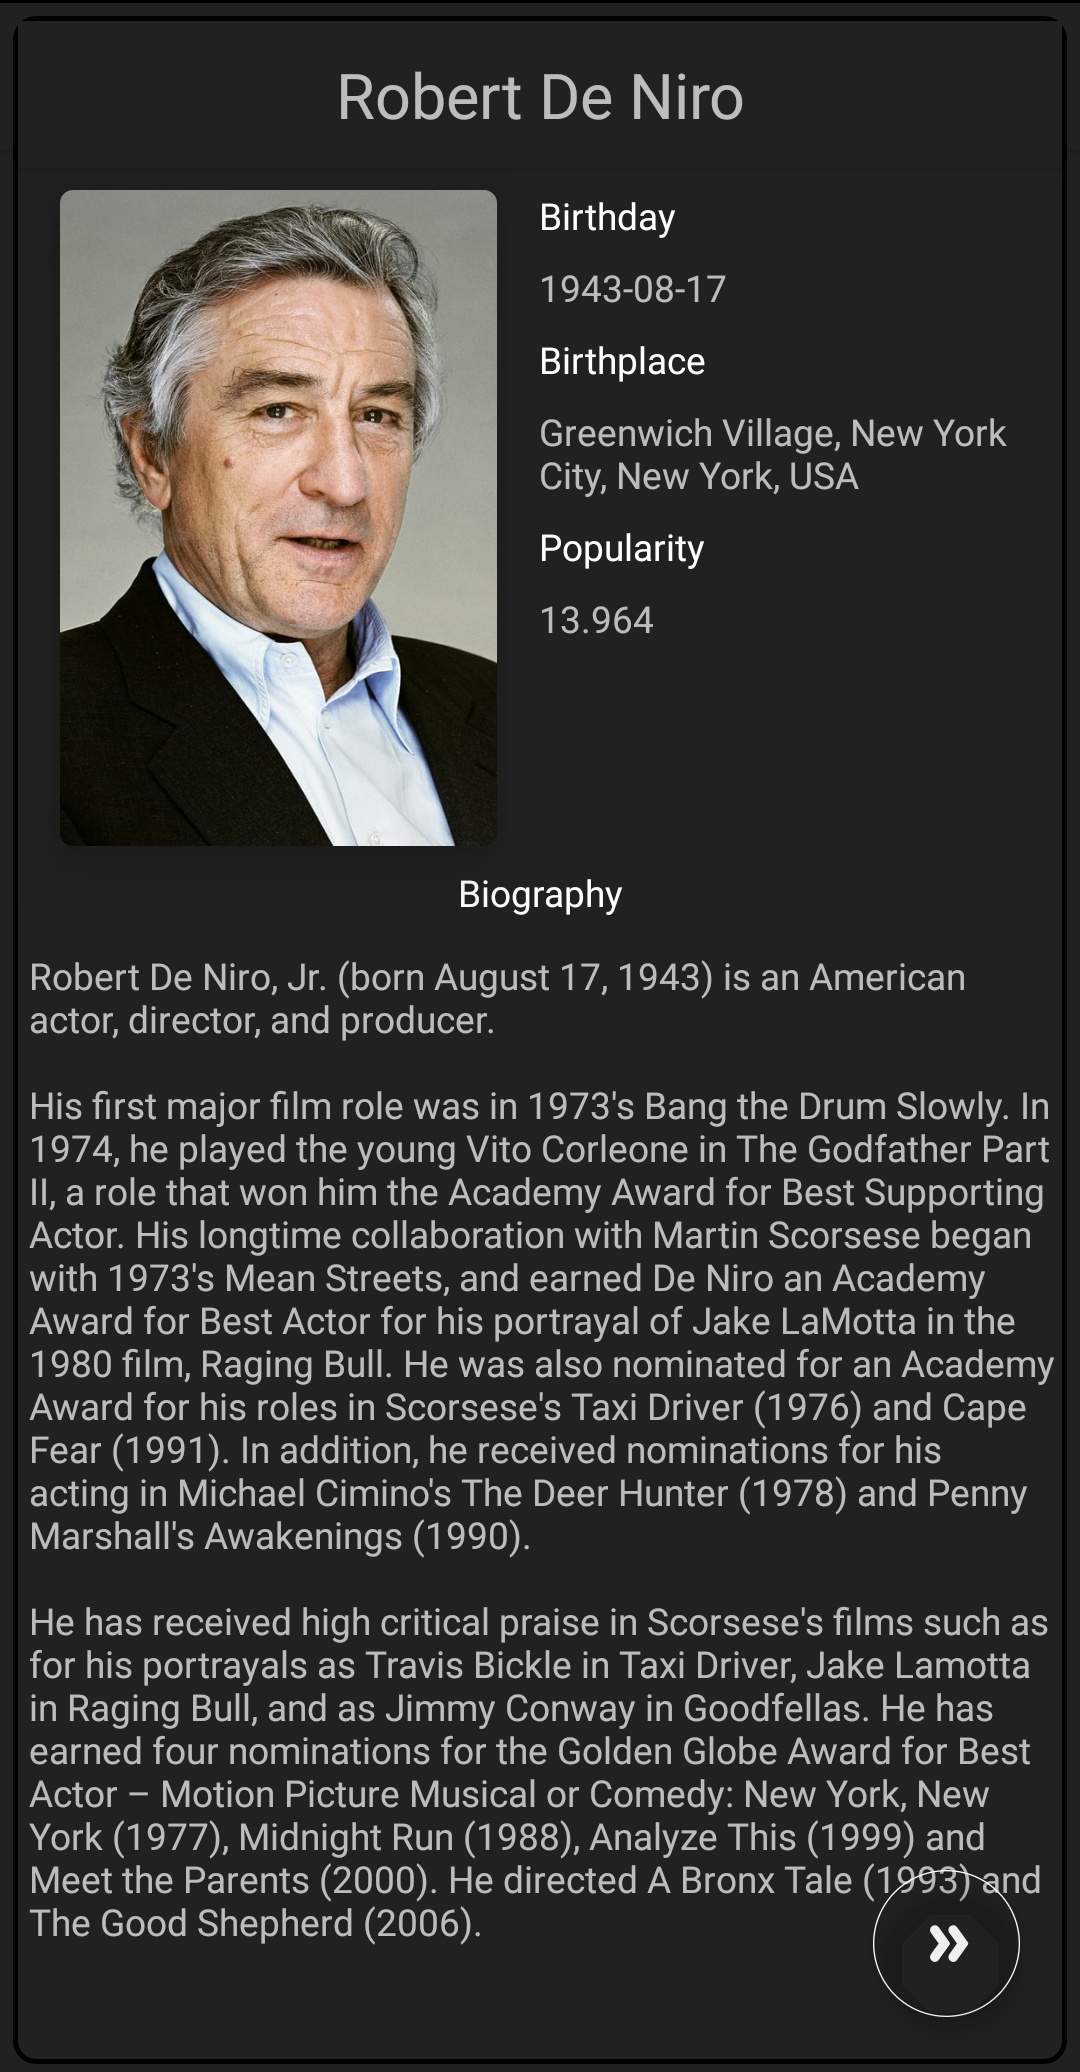 Robert De Niro
Birthday
1943-08-17
Birthplace
Greenwich Village, New York
City, New York, USA
Popularity
13.964
Biography
Robert De Niro, Jr. (born August 17, 1943) is an American
actor, director, and producer.
His first major film role was in 1973's Bang the Drum Slowly. In
1974, he played the young Vito Corleone in The Godfather Part
II, a role that won him the Academy Award for Best Supporting
Actor. His longtime collaboration with Martin Scorsese began
with 1973's Mean Streets, and earned De Niro an Academy
Award for Best Actor for his portrayal of Jake LaMotta in the
1980 film, Raging Bull. He was also nominated for an Academy
Award for his roles in Scorsese's Taxi Driver (1976) and Cape
Fear (1991). In addition, he received nominations for his
acting in Michael Cimino's The Deer Hunter (1978) and Penny
Marshall's Awakenings (1990).
He has received high critical praise in Scorsese's films such as
for his portrayals as Travis Bickle in Taxi Driver, Jake Lamotta
in Raging Bull, and as Jimmy Conway in Goodfellas. He has
earned four nominations for the Golden Globe Award for Best
Actor – Motion Picture Musical or Comedy: New York, New
York (1977), Midnight Run (1988), Analyze This (1999) and
Meet the Parents (2000). He directed A Bronx Tale (1993) and
The Good Shepherd (2006).